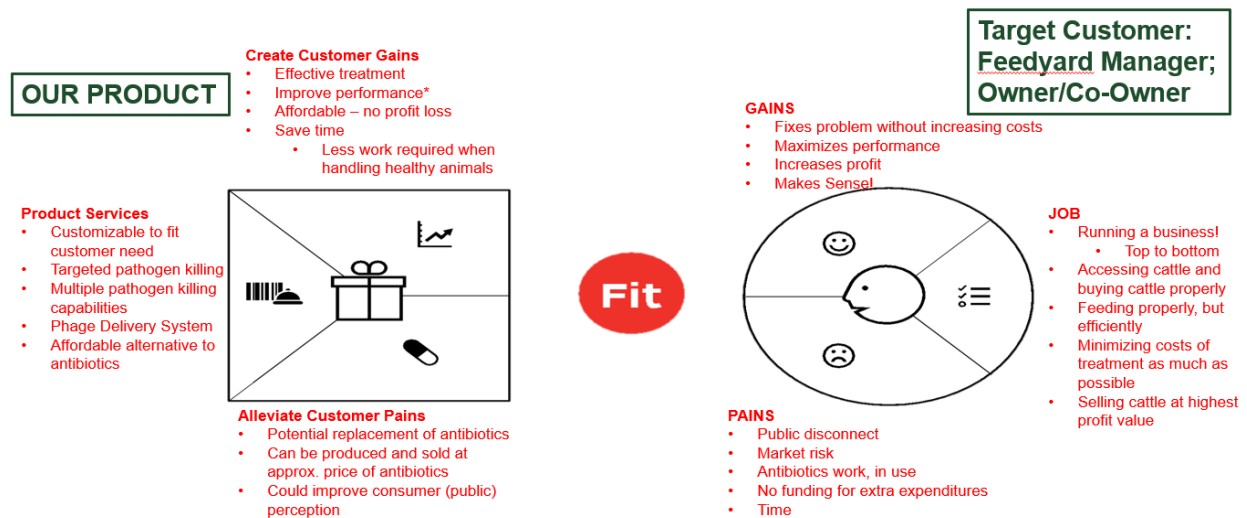 OUR PRODUCT
Create Customer Gains
• Effective treatment
• Improve performance*
• Affordable – no profit loss
• Save time
• Less work required when
handling healthy animals
Product Services
• Customizable to fit
customer need
• Targeted pathogen killing
• Multiple pathogen killing
capabilities
• Phage Delivery System
• Affordable alternative to
antibiotics
Alleviate Customer Pains
• Potential replacement of antibiotics
• Can be produced and sold at
approx. price of antibiotics
• Could improve consumer (public)
perception
Fit
Target Customer:
Feedyard Manager;
Owner/Co-Owner
GAINS
• Fixes problem without increasing costs
• Maximizes performance
• Increases profit
• Makes Sense!
JOB
• Running a business!
• Top to bottom
• Accessing cattle and
buying cattle properly
• Feeding properly, but
efficiently
• Minimizing costs of
treatment as much as
possible
• Selling cattle at highest
profit value
PAINS
• Public disconnect
• Market risk
• Antibiotics work, in use
• No funding for extra expenditures
• Time